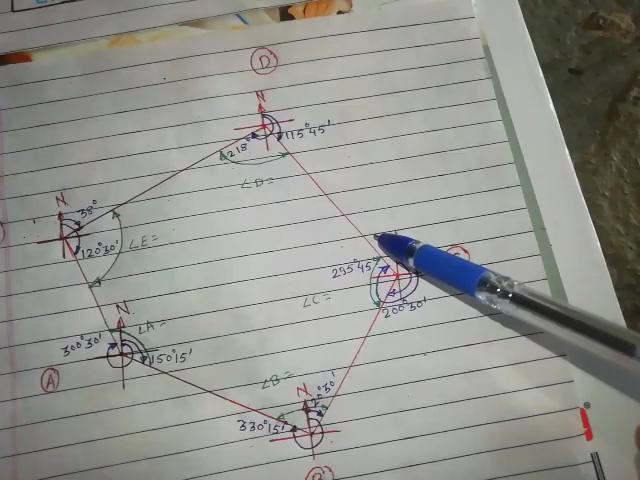 D
N
115°45'
218°
∠D=
N
38°
120°30'
∠E=
295°45'
∠C=
200°30'
N
∠A=
300°30'
150°15'
A
∠B=
N
20°30'
330°15'
B